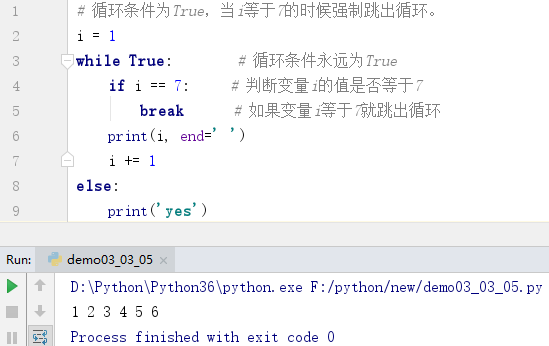 1 # 循环条件为True，当i等于7的时候强制跳出循环。
2 i = 1
3 while True: # 循环条件永远为True
4 if i == 7: # 判断变量i的值是否等于7
5 break # 如果变量i等于7就跳出循环
6 print(i, end=' ')
7 i += 1
8 else:
9 print('yes')
Run: demo03_03_05 ×
D:\Python\Python36\python.exe F:/python/new/demo03_03_05.py
1 2 3 4 5 6
Process finished with exit code 0